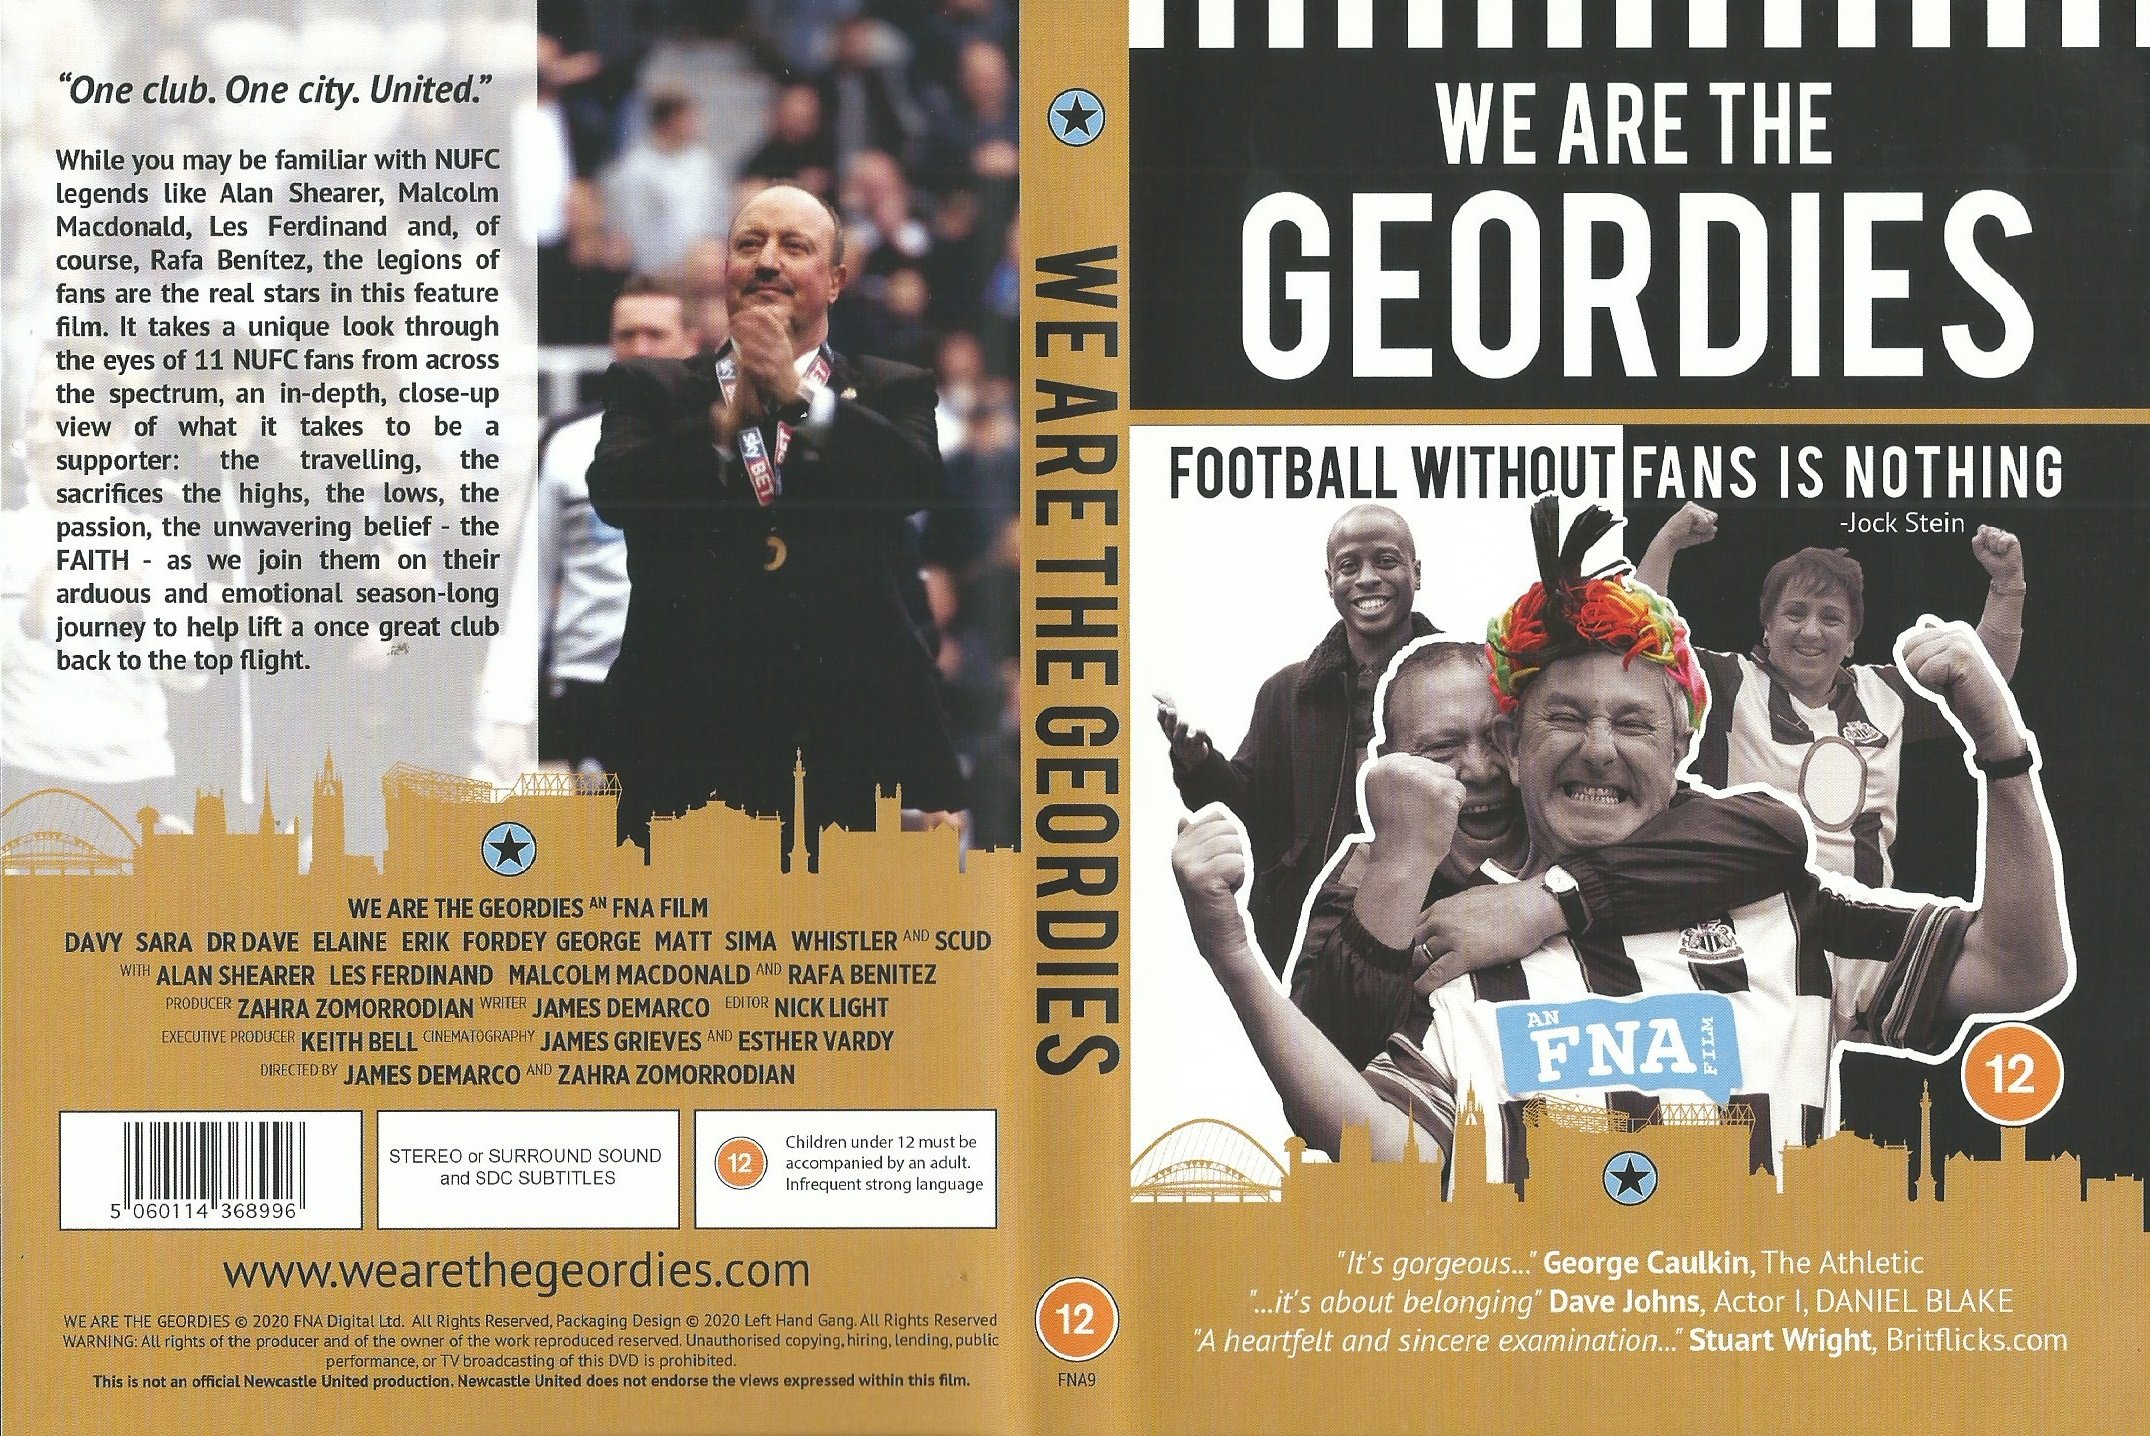 “One club. One city. United.”
While you may be familiar with NUFC
legends like Alan Shearer, Malcolm
Macdonald, Les Ferdinand and, of
course, Rafa Benítez, the legions of
fans are the real stars in this feature
film. It takes a unique look through
the eyes of 11 NUFC fans from across
the spectrum, an in-depth, close-up
view of what it takes to be a
supporter: the travelling, the
sacrifices the highs, the lows, the
passion, the unwavering belief - the
FAITH - as we join them on their
arduous and emotional season-long
journey to help lift a once great club
back to the top flight.
sky BET
WE ARE THE GEORDIES AN FNA FILM
DAVY SARA DR DAVE ELAINE ERIK FORDEY GEORGE MATT SIMA WHISTLER AND SCUD
WITH ALAN SHEARER LES FERDINAND MALCOLM MACDONALD AND RAFA BENITEZ
PRODUCER ZAHRA ZOMORRODIAN WRITER JAMES DEMARCO EDITOR NICK LIGHT
EXECUTIVE PRODUCER KEITH BELL CINEMATOGRAPHY JAMES GRIEVES AND ESTHER VARDY
DIRECTED BY JAMES DEMARCO AND ZAHRA ZOMORRODIAN
5 060114 368996
STEREO or SURROUND SOUND
and SDC SUBTITLES
12
Children under 12 must be
accompanied by an adult.
Infrequent strong language
www.wearethegeordies.com
WE ARE THE GEORDIES © 2020 FNA Digital Ltd. All Rights Reserved, Packaging Design © 2020 Left Hand Gang. All Rights Reserved
WARNING: All rights of the producer and of the owner of the work reproduced reserved. Unauthorised copying, hiring, lending, public
performance, or TV broadcasting of this DVD is prohibited.
This is not an official Newcastle United production. Newcastle United does not endorse the views expressed within this film.
WE ARE THE GEORDIES
12
FNA9
WE ARE THE
GEORDIES
FOOTBALL WITHOUT FANS IS NOTHING
-Jock Stein
AN
FNA
FILM
12
"It's gorgeous..." George Caulkin, The Athletic
"...it's about belonging" Dave Johns, Actor I, DANIEL BLAKE
"A heartfelt and sincere examination..." Stuart Wright, Britflicks.com